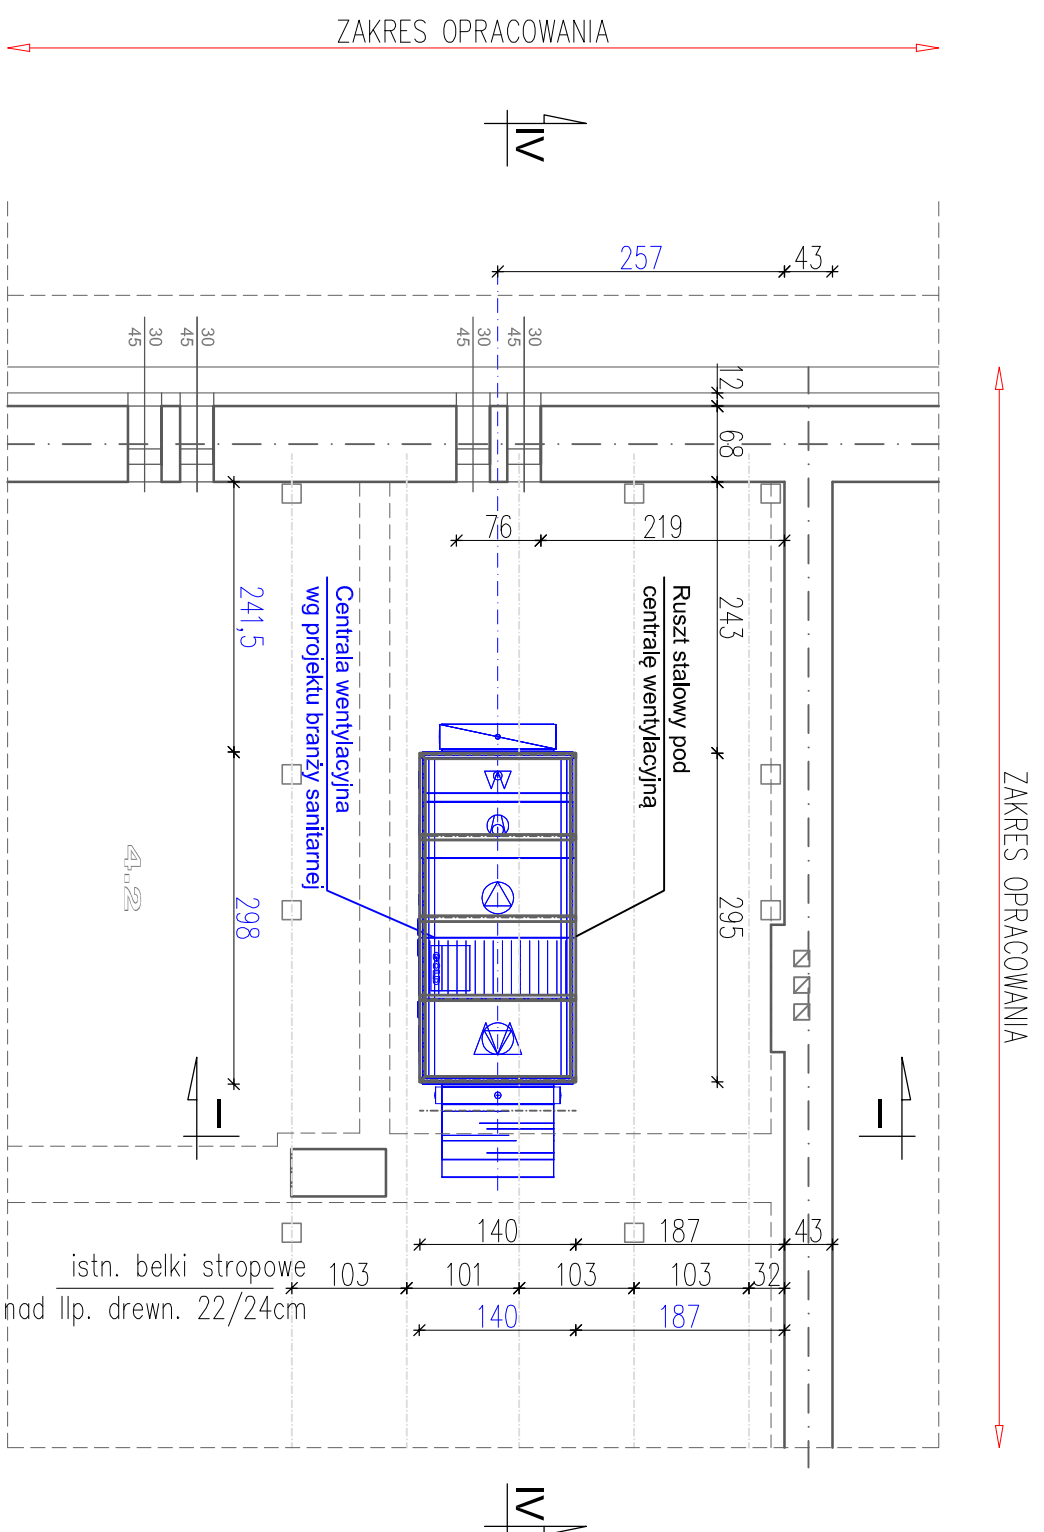 ZAKRES OPRACOWANIA
IV
257
43
30
45
30
45
30
45
30
45
12
68
76
219
243
241,5
Ruszt stalowy pod
centralę wentylacyjną
Centrala wentylacyjna
wg projektu branży sanitarnej
ZAKRES OPRACOWANIA
4.2
298
295
I
I
140
187
43
istn. belki stropowe
nad IIp. drewn. 22/24cm
103
101
103
103
32
140
187
IV